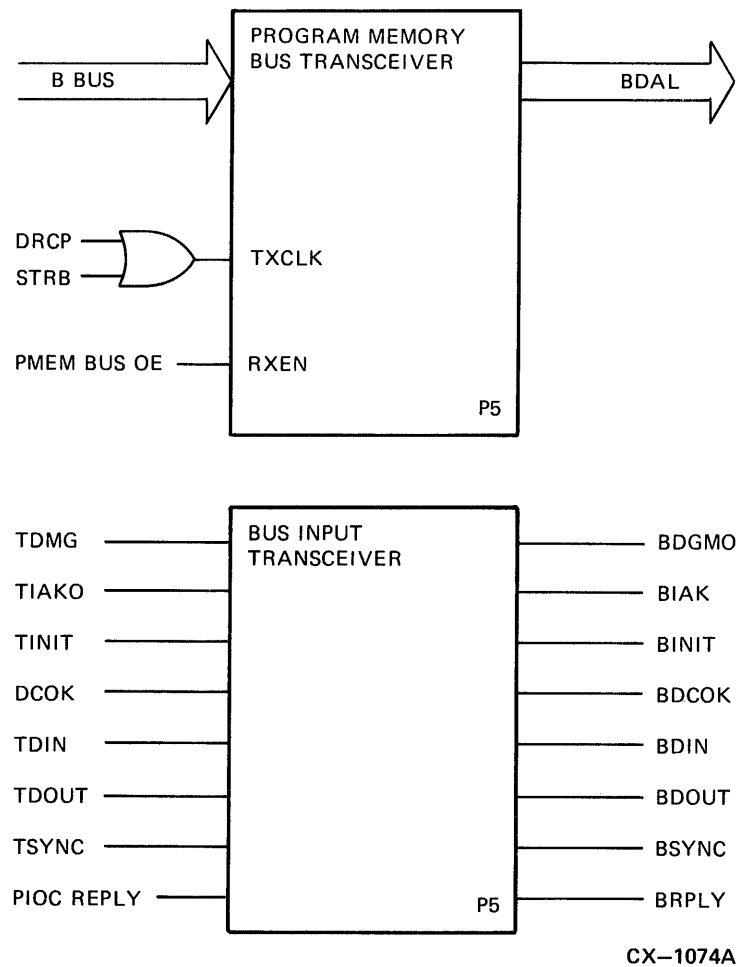 PROGRAM MEMORY
BUS TRANSCEIVER
B BUS
BDAL
DRCP
STRB
TXCLK
PMEM BUS OE
RXEN
P5
BUS INPUT
TRANSCEIVER
TDMG
BDGMO
TIAKO
BIAK
TINIT
BINIT
DCOK
BDCOK
TDIN
BDIN
TDOUT
BDOUT
TSYNC
BSYNC
PIOC REPLY
P5
BRPLY
CX–1074A